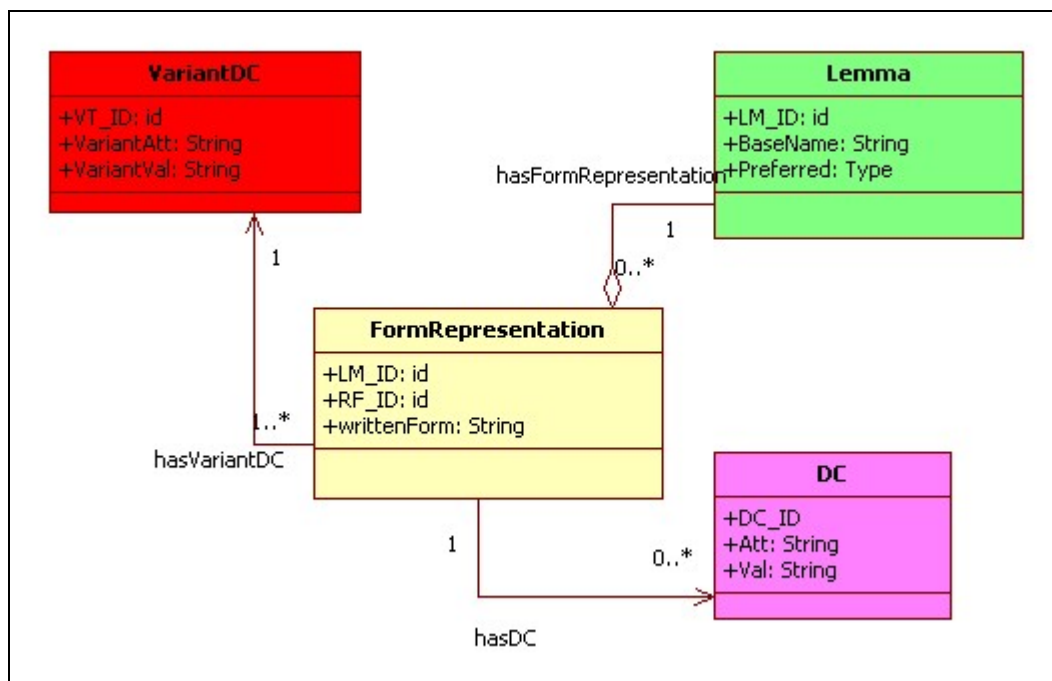 VariantDC
+VT_ID: id
+VariantAtt: String
+VariantVal: String
Lemma
+LM_ID: id
+BaseName: String
+Preferred: Type
hasFormRepresentation
1
1
0..*
FormRepresentation
+LM_ID: id
+RF_ID: id
+writtenForm: String
1..*
hasVariantDC
DC
+DC_ID
+Att: String
+Val: String
1
0..*
hasDC